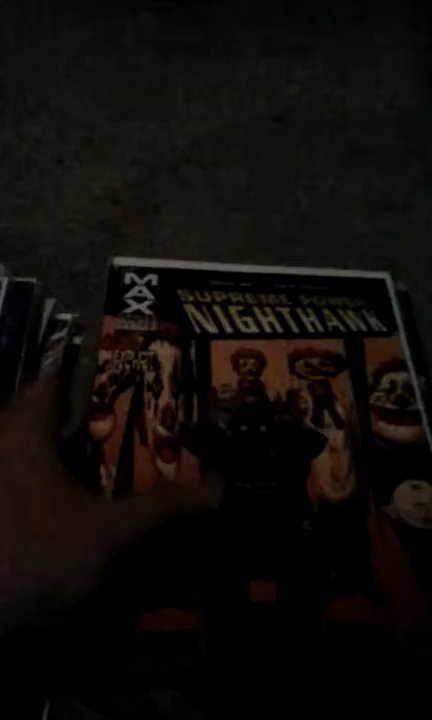 MAX
SUPREME POWER
NIGHTHAWK
EXPLICIT
CONTENT